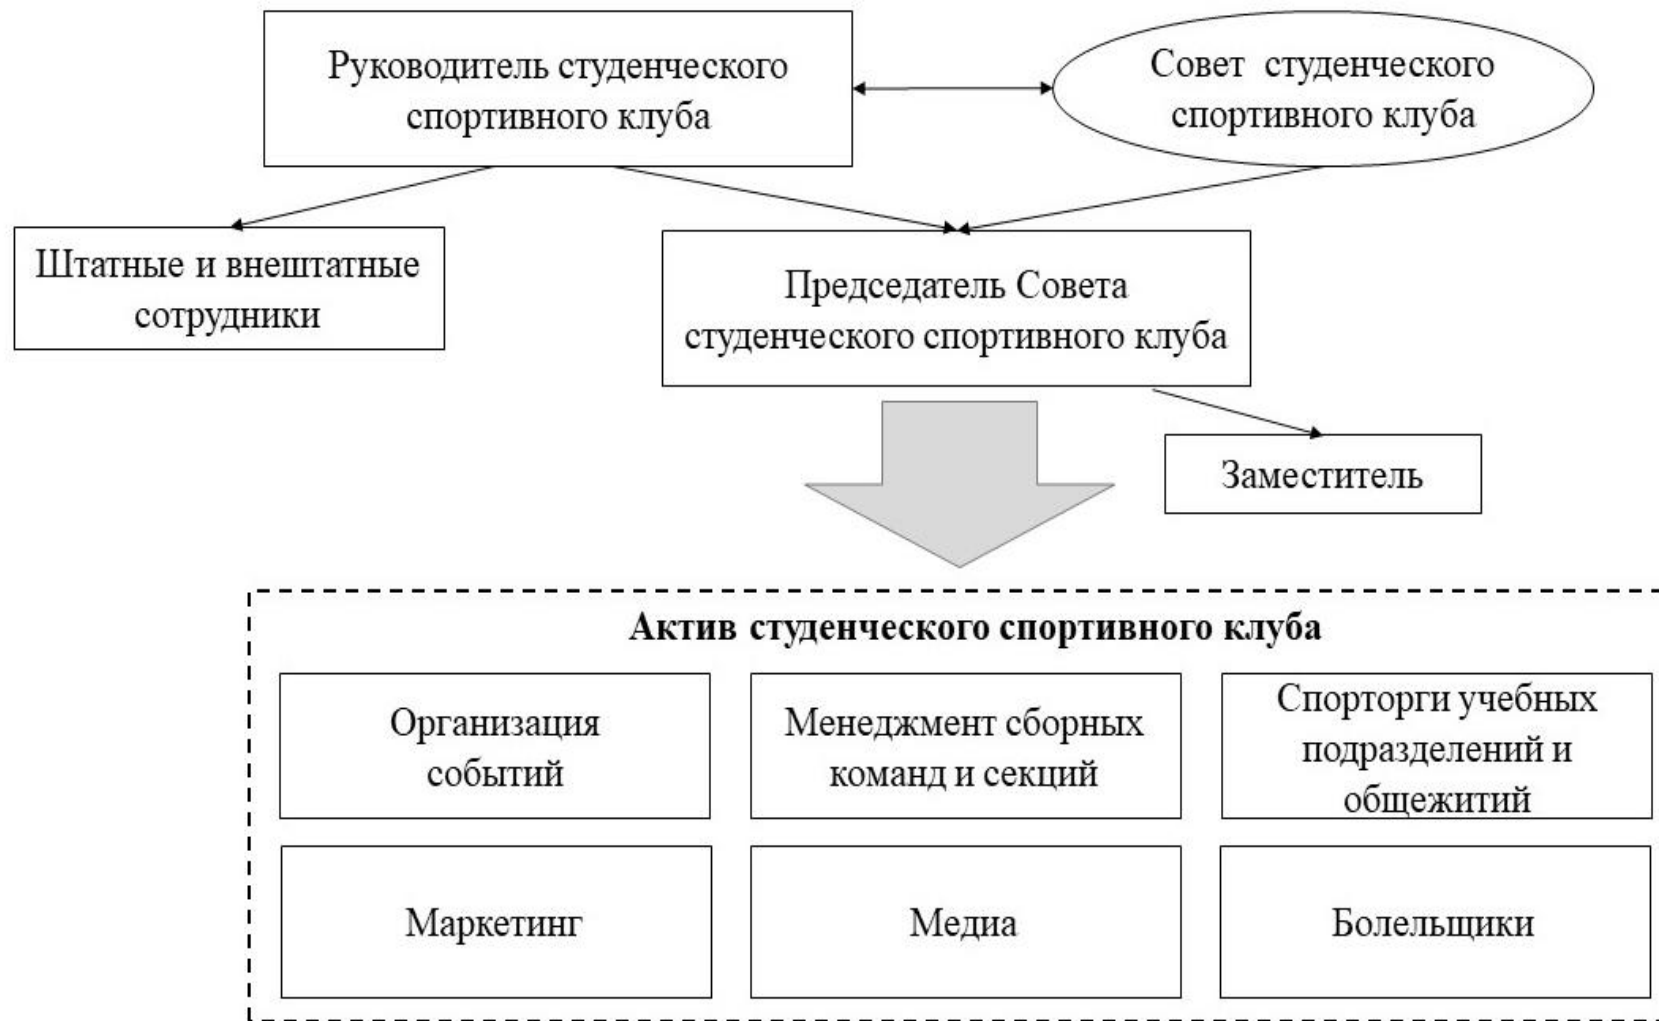 Руководитель студенческого
спортивного клуба
Совет студенческого
спортивного клуба
Штатные и внештатные
сотрудники
Председатель Совета
студенческого спортивного клуба
Заместитель
Актив студенческого спортивного клуба
Организация
событий
Менеджмент сборных
команд и секций
Спорторги учебных
подразделений и
общежитий
Маркетинг
Медиа
Болельщики